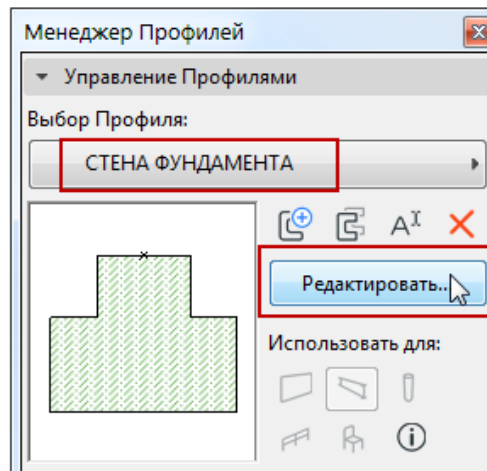 Менеджер Профилей
Управление Профилями
Выбор Профиля:
СТЕНА ФУНДАМЕНТА
Редактировать...
Использовать для: